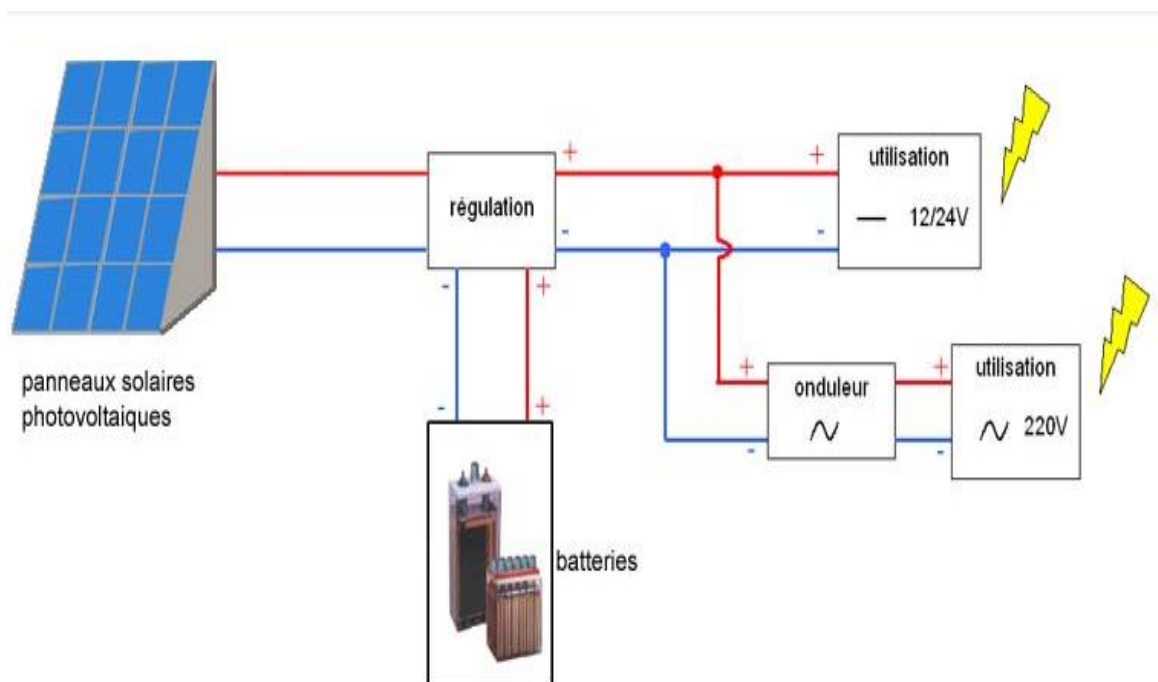 utilisation
12/24V
régulation
panneaux solaires
photovoltaiques
onduleur
utilisation
220V
batteries
+
-
+
-
-
+
-
+
+
-
+
-